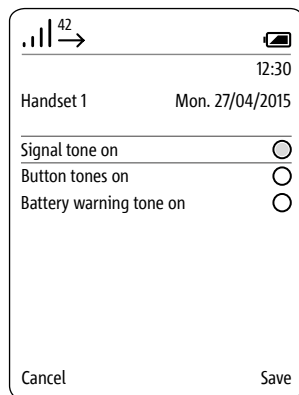 42
12:30
Handset 1 Mon. 27/04/2015
Signal tone on
Button tones on
Battery warning tone on
Cancel Save